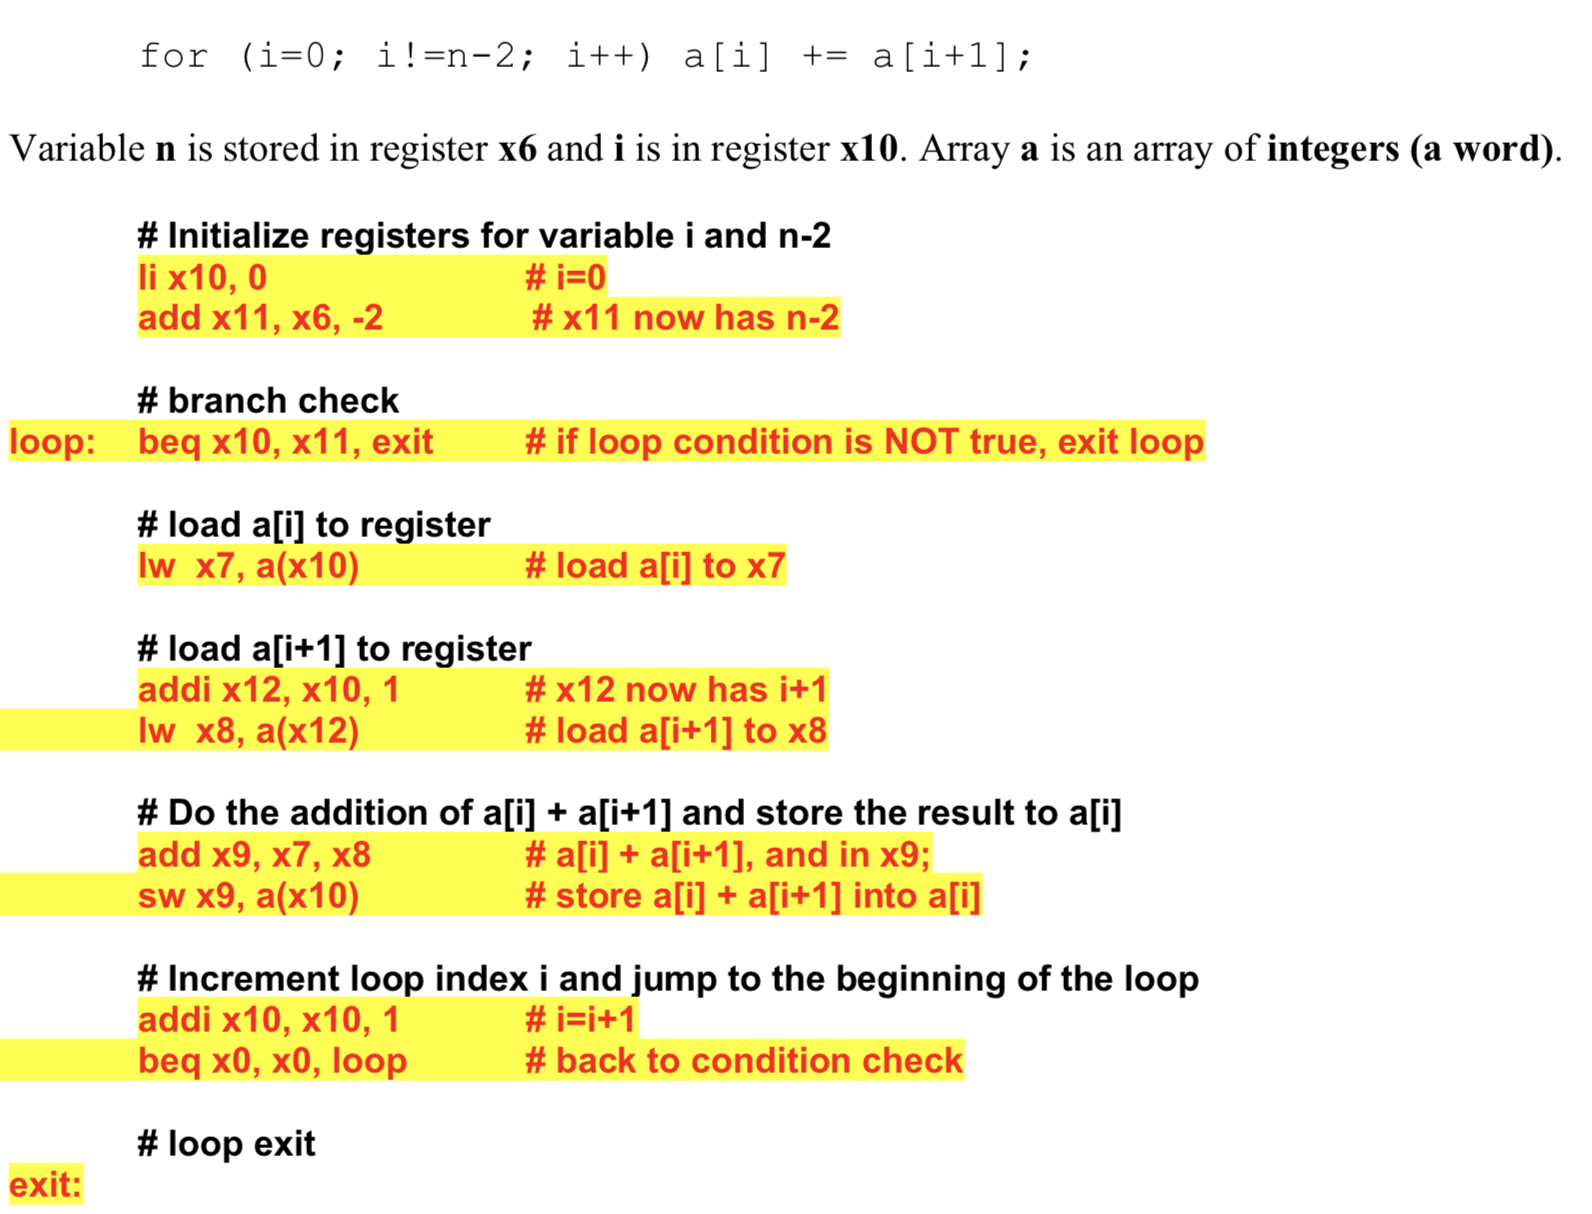 for (i=0; i!=n-2; i++) a[i] += a[i+1];
Variable n is stored in register x6 and i is in register x10. Array a is an array of integers (a word).
# Initialize registers for variable i and n-2
li x10, 0 # i=0
add x11, x6, -2 # x11 now has n-2
# branch check
loop: beq x10, x11, exit # if loop condition is NOT true, exit loop
# load a[i] to register
lw x7, a(x10) # load a[i] to x7
# load a[i+1] to register
addi x12, x10, 1 # x12 now has i+1
lw x8, a(x12) # load a[i+1] to x8
# Do the addition of a[i] + a[i+1] and store the result to a[i]
add x9, x7, x8 # a[i] + a[i+1], and in x9;
sw x9, a(x10) # store a[i] + a[i+1] into a[i]
# Increment loop index i and jump to the beginning of the loop
addi x10, x10, 1 # i=i+1
beq x0, x0, loop # back to condition check
# loop exit
exit: